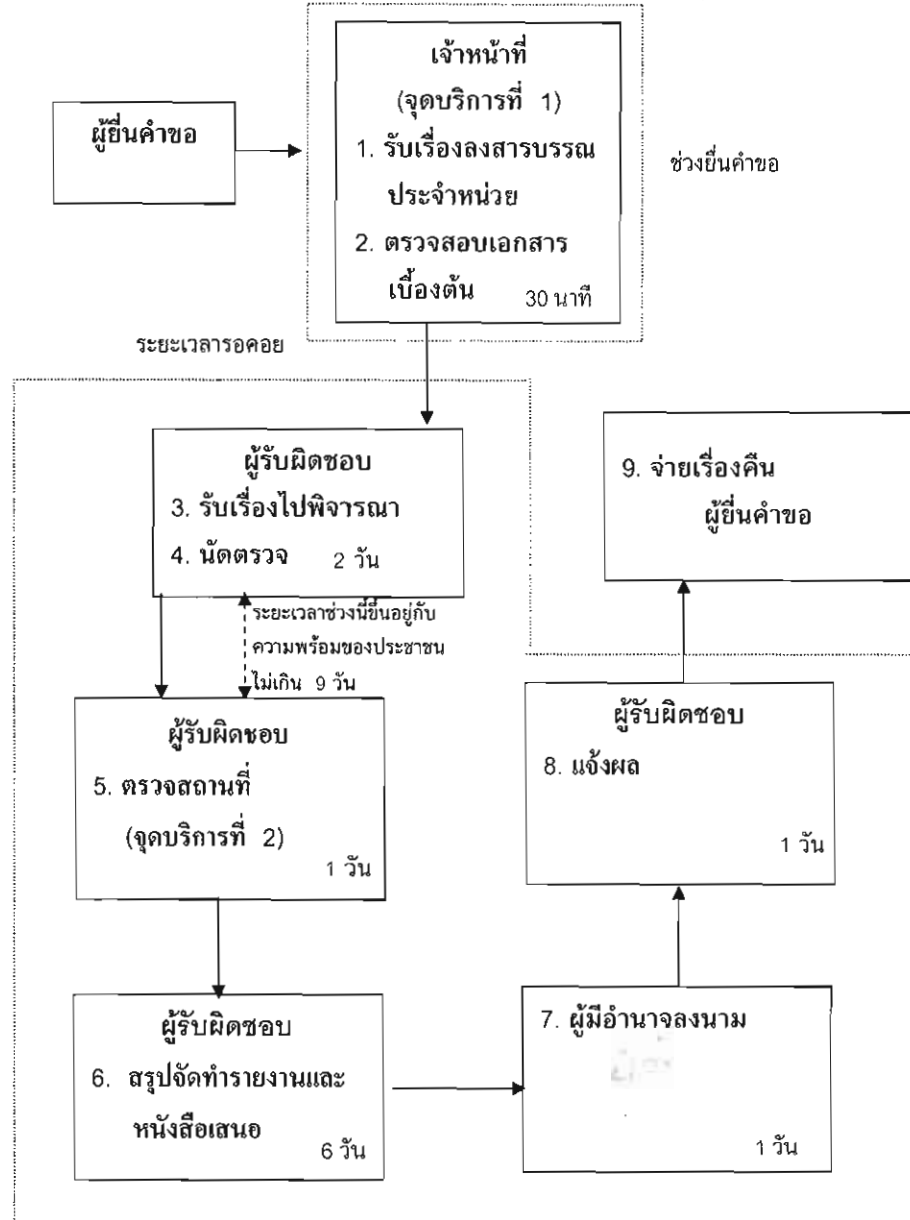 ผู้ยื่นคำขอ
เจ้าหน้าที่
(จุดบริการที่ 1)
1. รับเรื่องลงสารบรรณ
ประจำหน่วย
2. ตรวจสอบเอกสาร
เบื้องต้น 30 นาที
ช่วงยื่นคำขอ
ระยะเวลารอคอย
ผู้รับผิดชอบ
3. รับเรื่องไปพิจารณา
4. นัดตรวจ 2 วัน
ระยะเวลาช่วงนี้ขึ้นอยู่กับ
ความพร้อมของประชาชน
ไม่เกิน 9 วัน
ผู้รับผิดชอบ
5. ตรวจสถานที่
(จุดบริการที่ 2)
1 วัน
ผู้รับผิดชอบ
6. สรุปจัดทำรายงานและ
หนังสือเสนอ 6 วัน
7. ผู้มีอำนาจลงนาม
1 วัน
ผู้รับผิดชอบ
8. แจ้งผล
1 วัน
9. จ่ายเรื่องคืน
ผู้ยื่นคำขอ